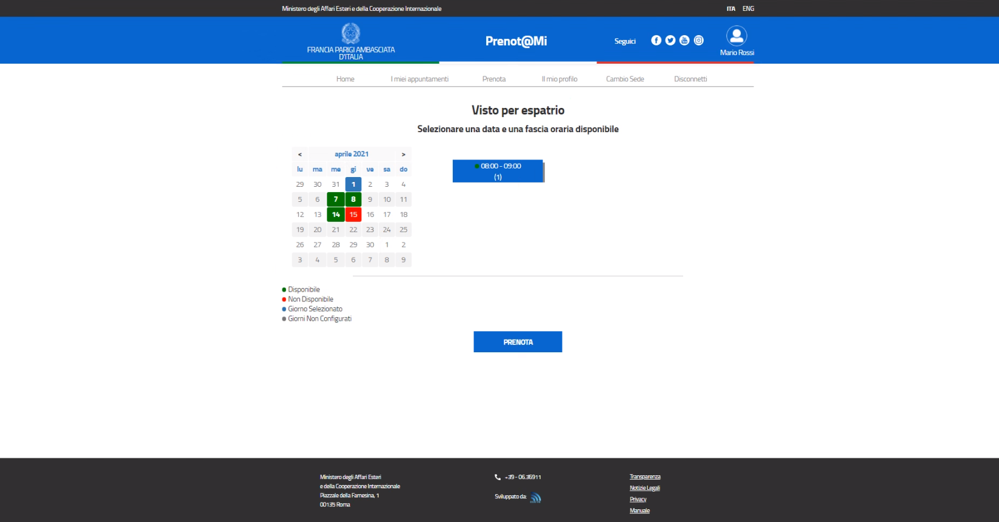 Ministero degli Affari Esteri e della Cooperazione Internazionale
ITA ENG
FRANCIA PARIGI AMBASCIATA
D'ITALIA
Prenot@Mi
Seguici
Mario Rossi
Home I miei appuntamenti Prenota Il mio profilo Cambio Sede Disconnetti
Visto per espatrio
Selezionare una data e una fascia oraria disponibile
< aprile 2021 >
lu ma me gi ve sa do
29 30 31 1 2 3 4
5 6 7 8 9 10 11
12 13 14 15 16 17 18
19 20 21 22 23 24 25
26 27 28 29 30 1 2
3 4 5 6 7 8 9
08:00 - 09:00
(1)
Disponibile
Non Disponibile
Giorno Selezionato
Giorni Non Configurati
PRENOTA
Ministero degli Affari Esteri
e della Cooperazione Internazionale
Piazzale della Farnesina, 1
00135 Roma
+39 - 06.36911
Sviluppato da:
Transparenza
Notizie Legali
Privacy
Manuale